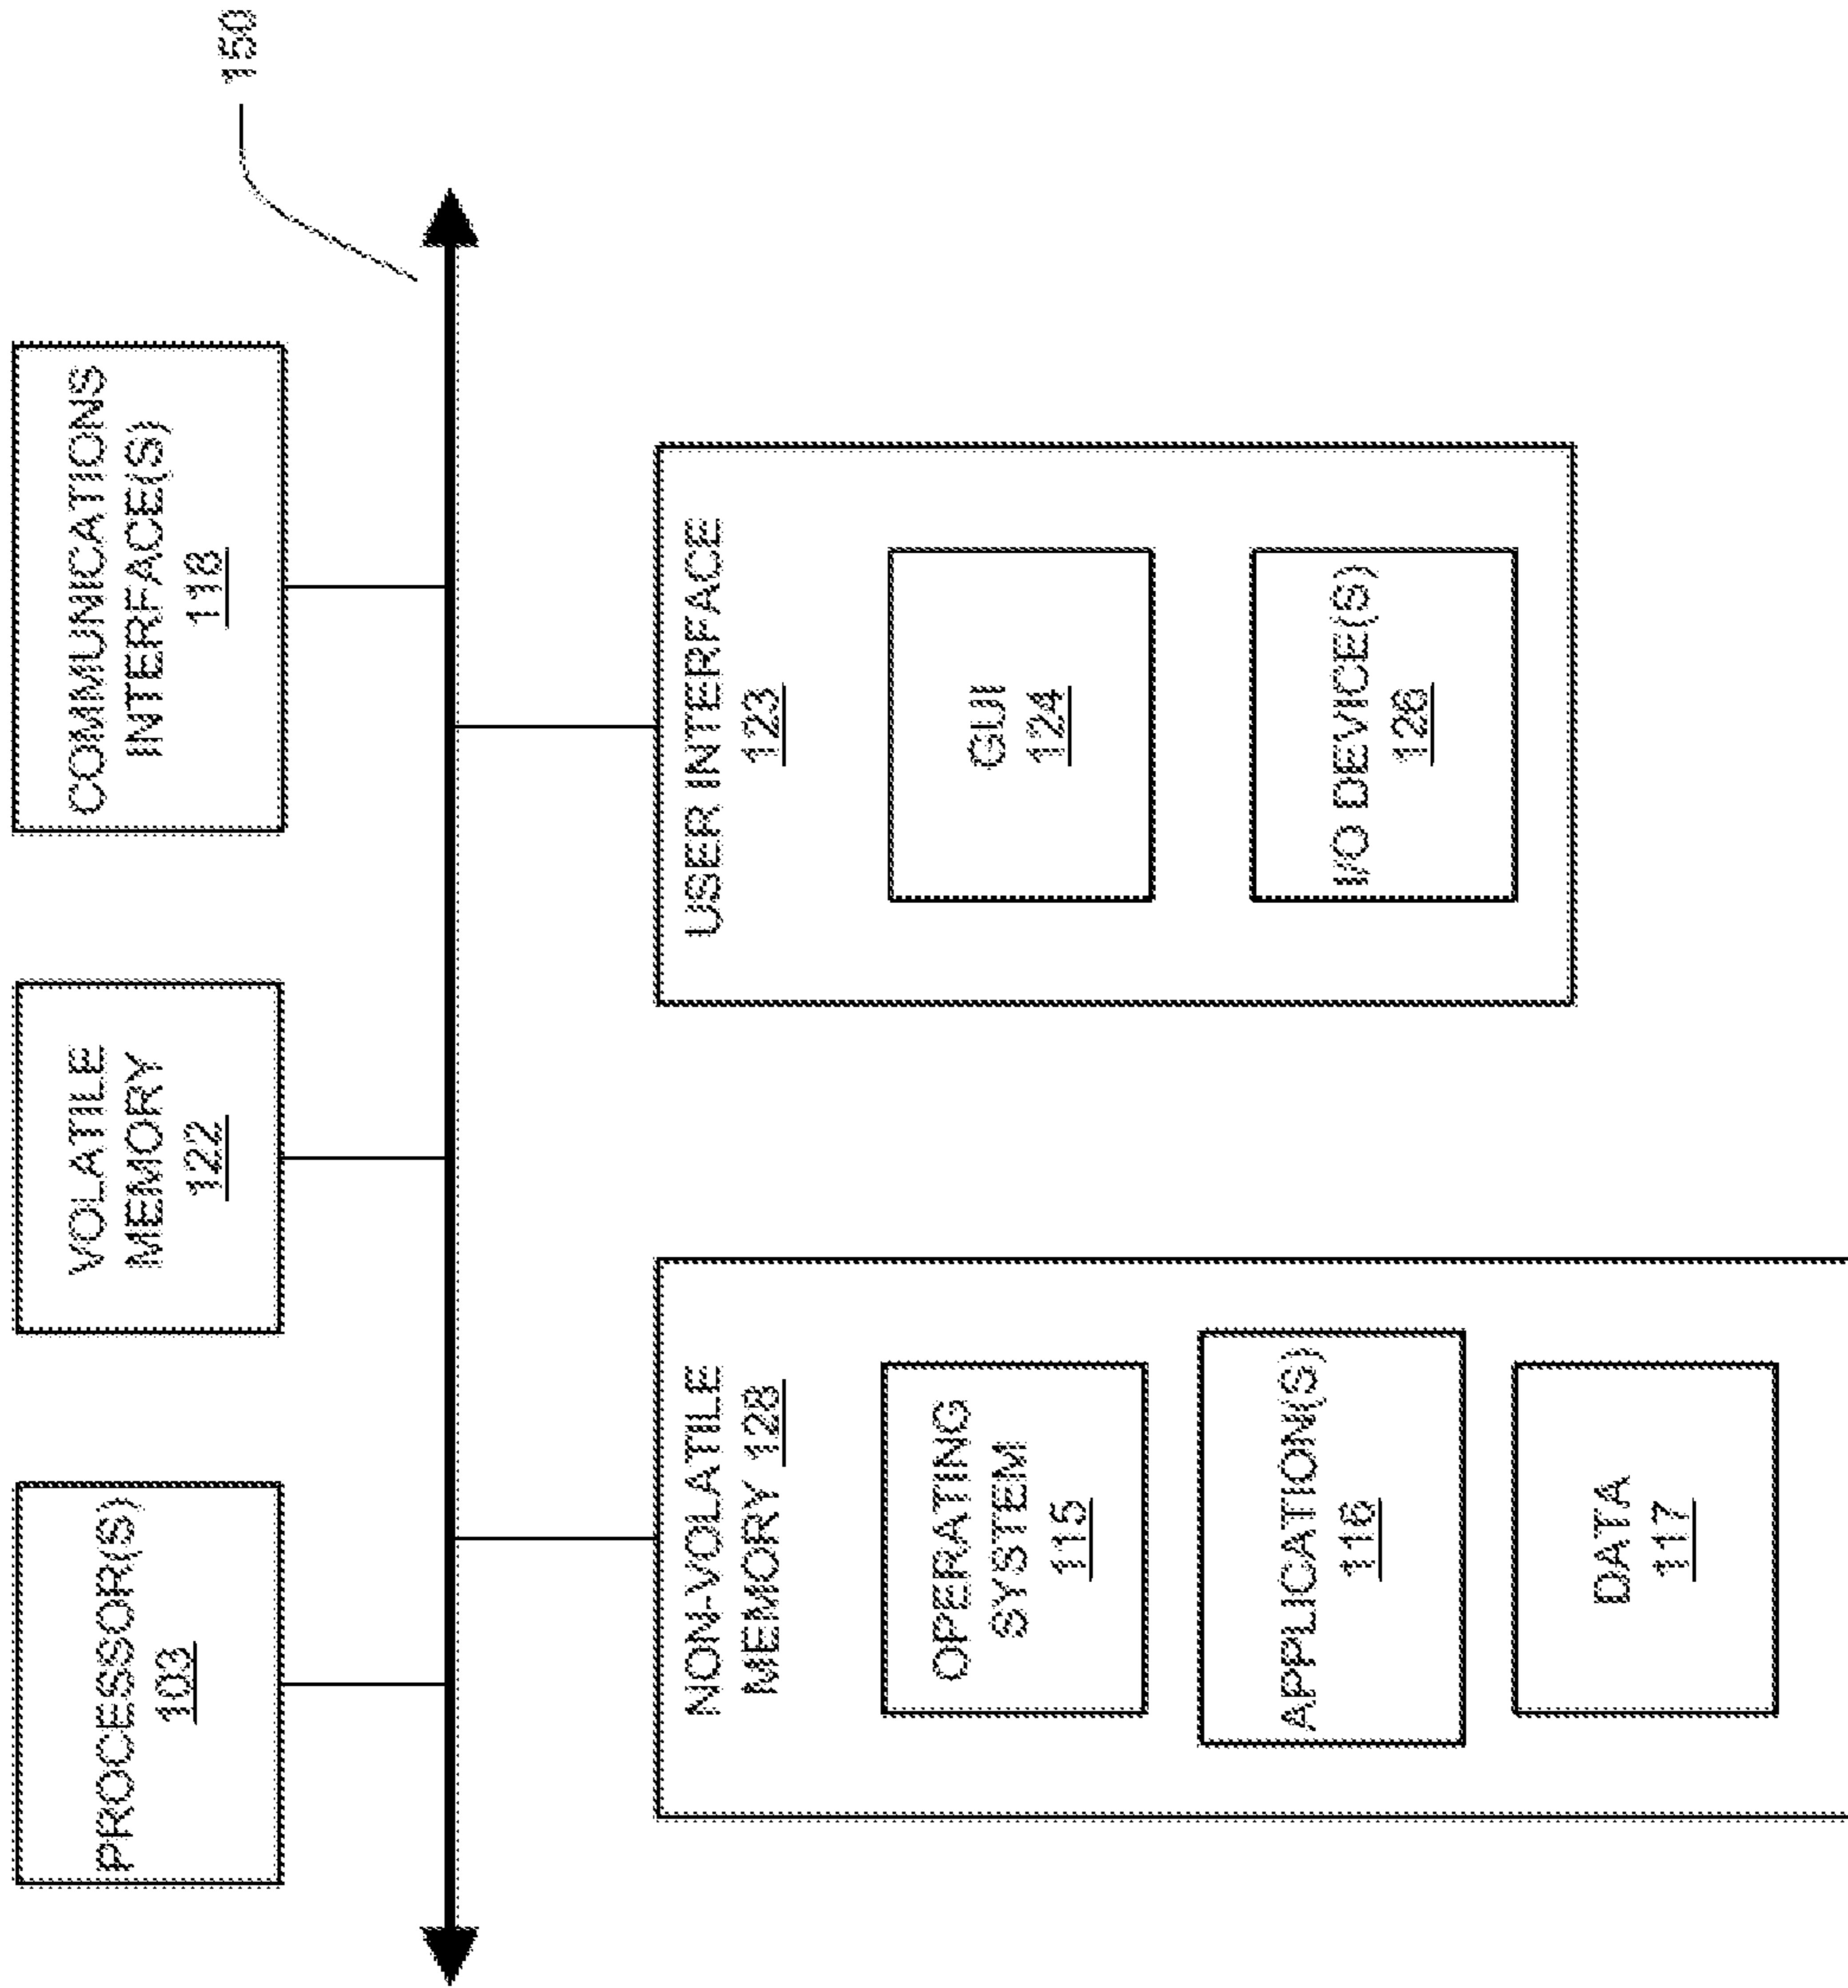 PROCESSOR(S)
103
VOLATILE
MEMORY
122
COMMUNICATIONS
INTERFACE(S)
118
150
NON-VOLATILE
MEMORY 128
OPERATING
SYSTEM
115
APPLICATION(S)
116
DATA
117
USER INTERFACE
123
GUI
124
I/O DEVICE(S)
126